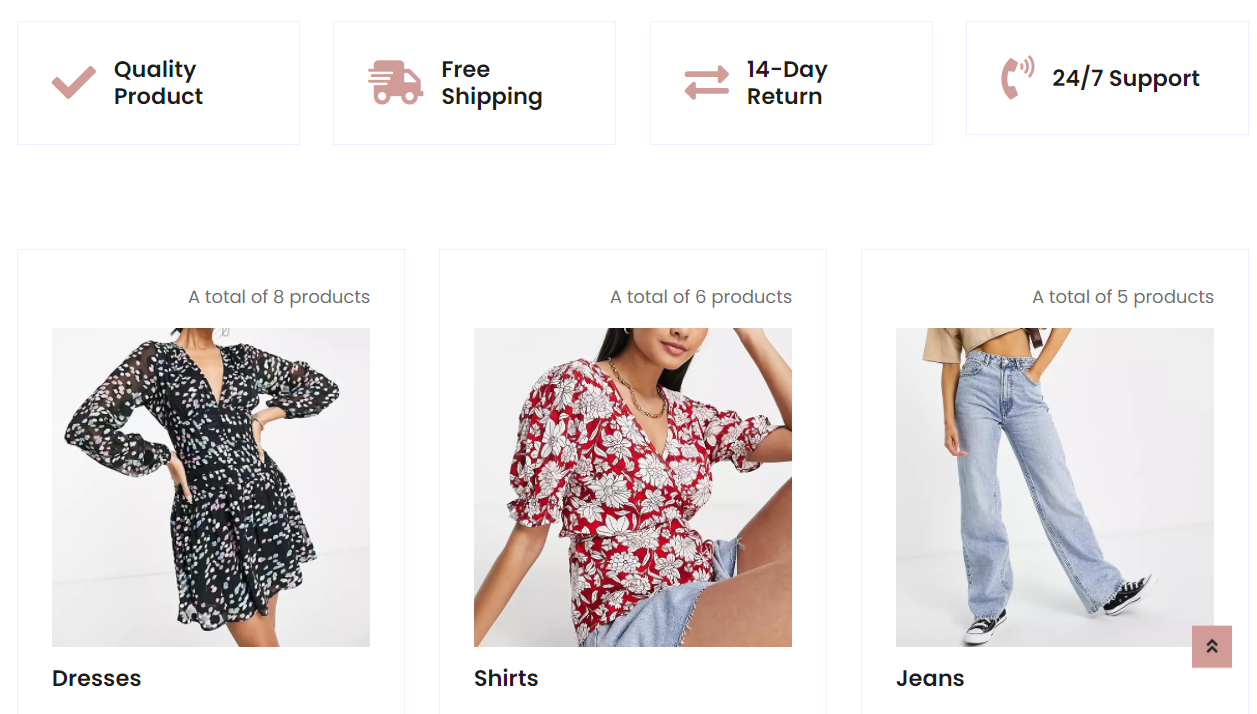 Quality
Product
Free
Shipping
14-Day
Return
24/7 Support
A total of 8 products
A total of 6 products
A total of 5 products
Dresses
Shirts
Jeans